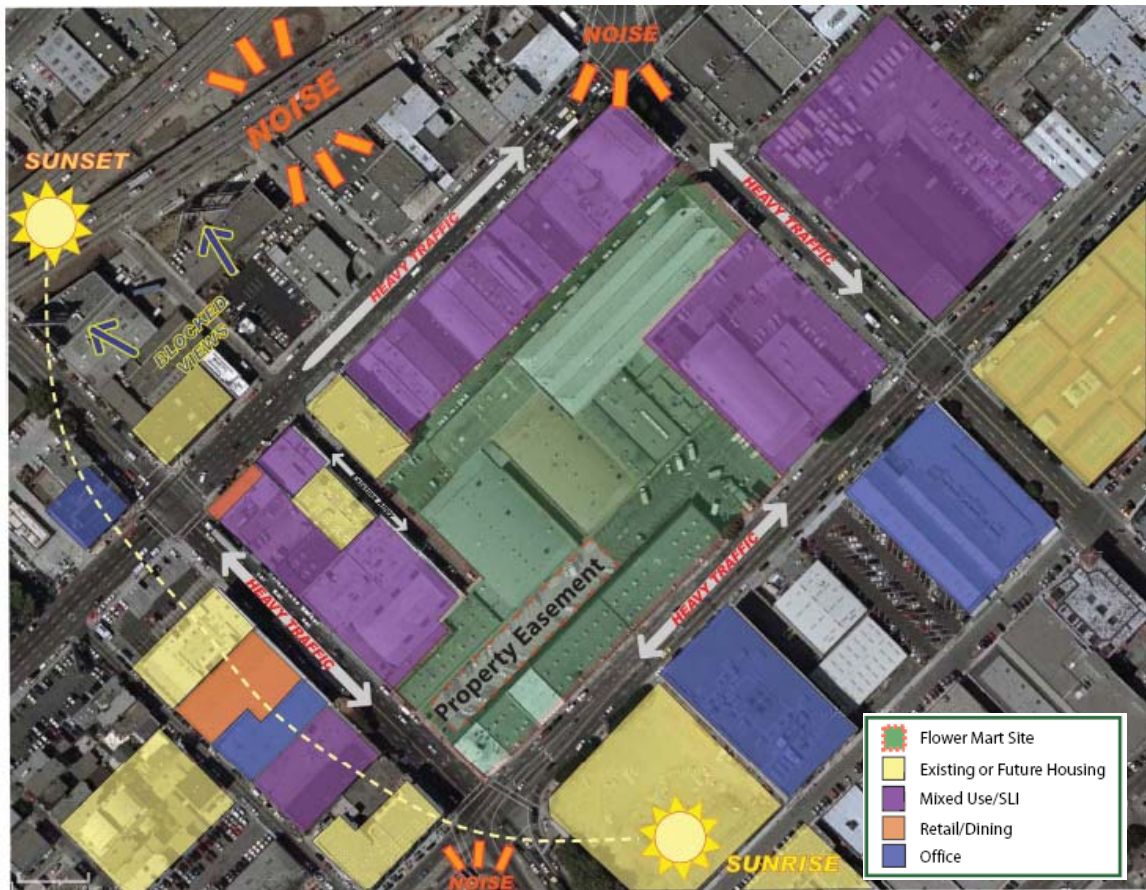 NOISE
NOISE
SUNSET
HEAVY TRAFFIC
HEAVY TRAFFIC
BLOCKED
VIEWS
HEAVY TRAFFIC
HEAVY TRAFFIC
Property Easement
SUNRISE
NOISE
Flower Mart Site
Existing or Future Housing
Mixed Use/SLI
Retail/Dining
Office